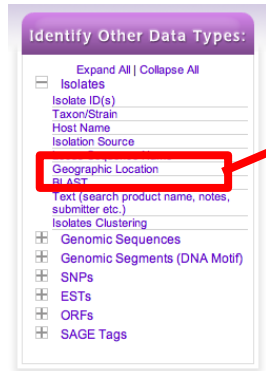 Identify Other Data Types:
Expand All | Collapse All
Isolates
Isolate ID(s)
Taxon/Strain
Host Name
Isolation Source
Geographic Location
BLAST
Text (search product name, notes,
submitter etc.)
Isolates Clustering
Genomic Sequences
Genomic Segments (DNA Motif)
SNPs
ESTs
ORFs
SAGE Tags